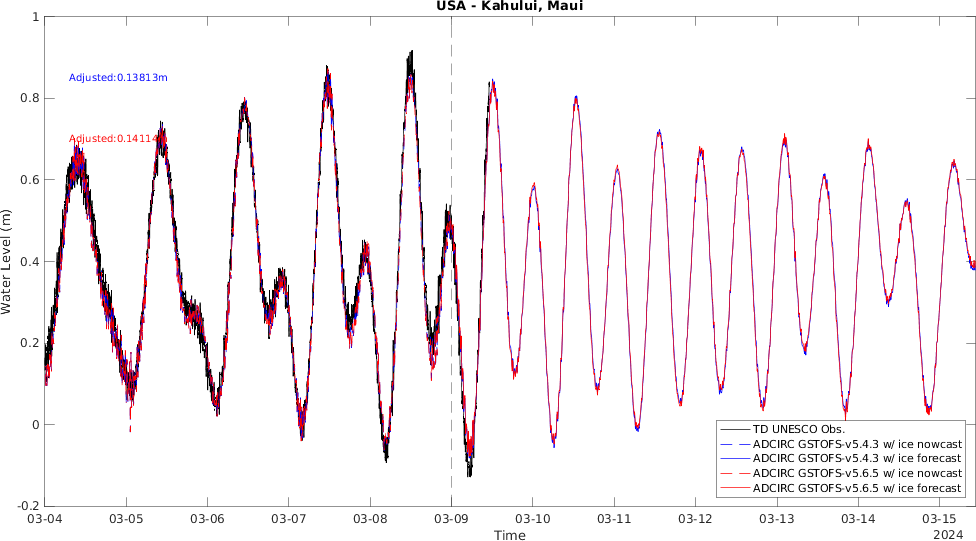 USA - Kahului, Maui
1
0.8
0.6
0.4
0.2
0
-0.2
Water Level (m)
Adjusted:0.13813m
Adjusted:0.14114m
TD UNESCO Obs.
ADCIRC GSTOFS-v5.4.3 w/ ice nowcast
ADCIRC GSTOFS-v5.4.3 w/ ice forecast
ADCIRC GSTOFS-v5.6.5 w/ ice nowcast
ADCIRC GSTOFS-v5.6.5 w/ ice forecast
03-04 03-05 03-06 03-07 03-08 03-09 03-10 03-11 03-12 03-13 03-14 03-15
Time
2024